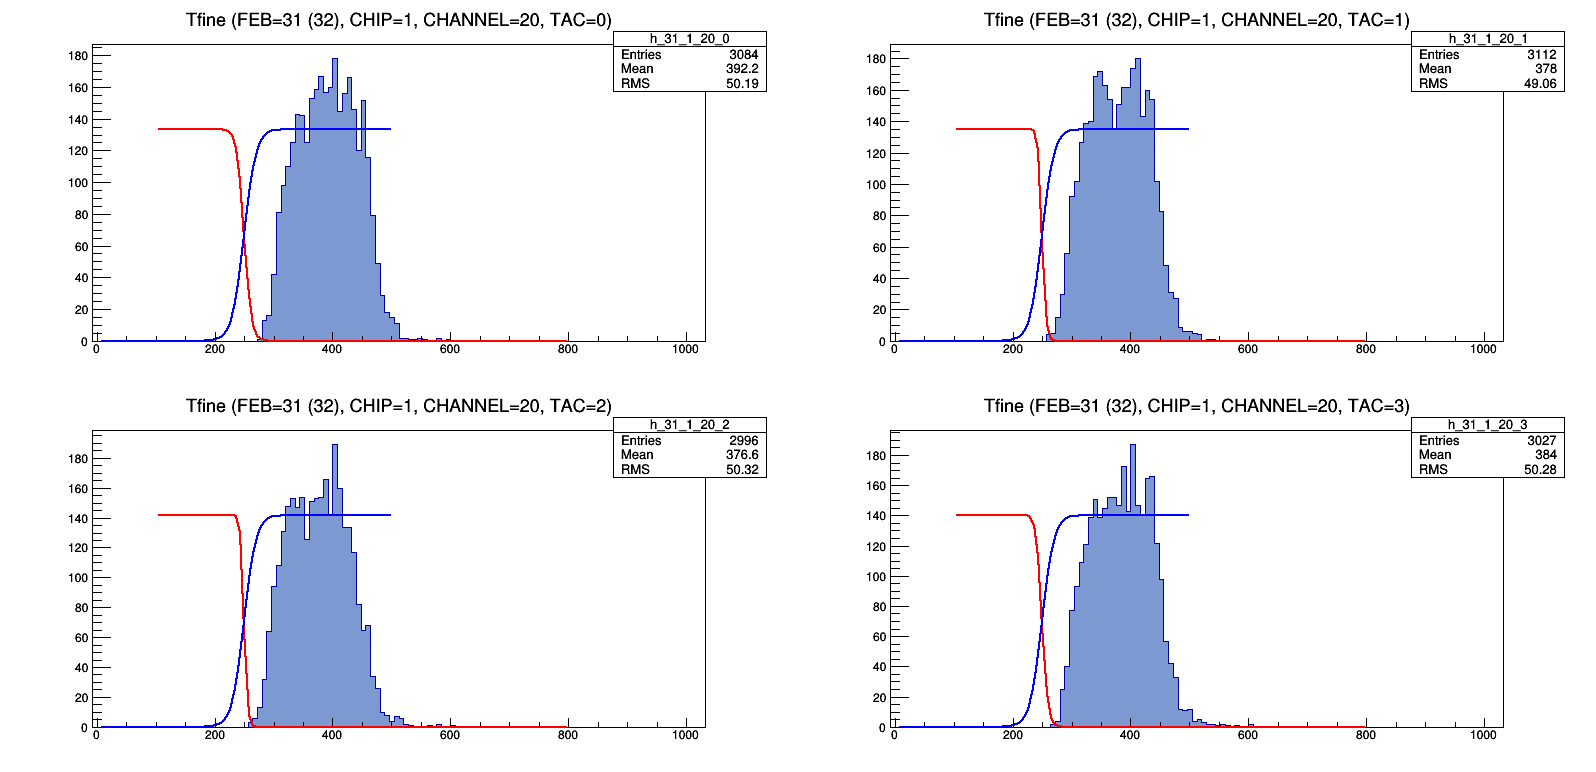 Tfine (FEB=31 (32), CHIP=1, CHANNEL=20, TAC=0)
h_31_1_20_0
Entries 3084
Mean 392.2
RMS 50.19
180
160
140
120
100
80
60
40
20
0
0 200 400 600 800 1000
Tfine (FEB=31 (32), CHIP=1, CHANNEL=20, TAC=1)
h_31_1_20_1
Entries 3112
Mean 378
RMS 49.06
180
160
140
120
100
80
60
40
20
0
0 200 400 600 800 1000
Tfine (FEB=31 (32), CHIP=1, CHANNEL=20, TAC=2)
h_31_1_20_2
Entries 2996
Mean 376.6
RMS 50.32
180
160
140
120
100
80
60
40
20
0
0 200 400 600 800 1000
Tfine (FEB=31 (32), CHIP=1, CHANNEL=20, TAC=3)
h_31_1_20_3
Entries 3027
Mean 384
RMS 50.28
180
160
140
120
100
80
60
40
20
0
0 200 400 600 800 1000